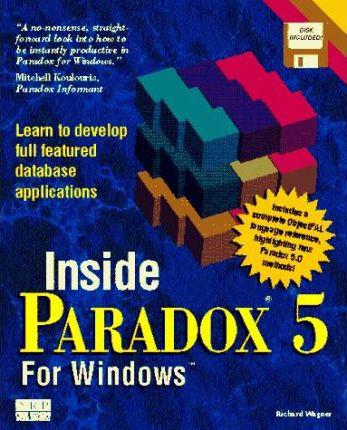 "A no-nonsense, straight-
forward look into how to
be instantly productive in
Paradox for Windows."
Mitchell Koulouris,
Paradox Informant
DISK
INCLUDED!
Learn to develop
full featured
database
applications
Includes a
complete ObjectPAL
language reference,
highlighting new
Paradox 5.0
methods!
Inside
PARADOX® 5
For Windows™
NRP
Richard Wagner